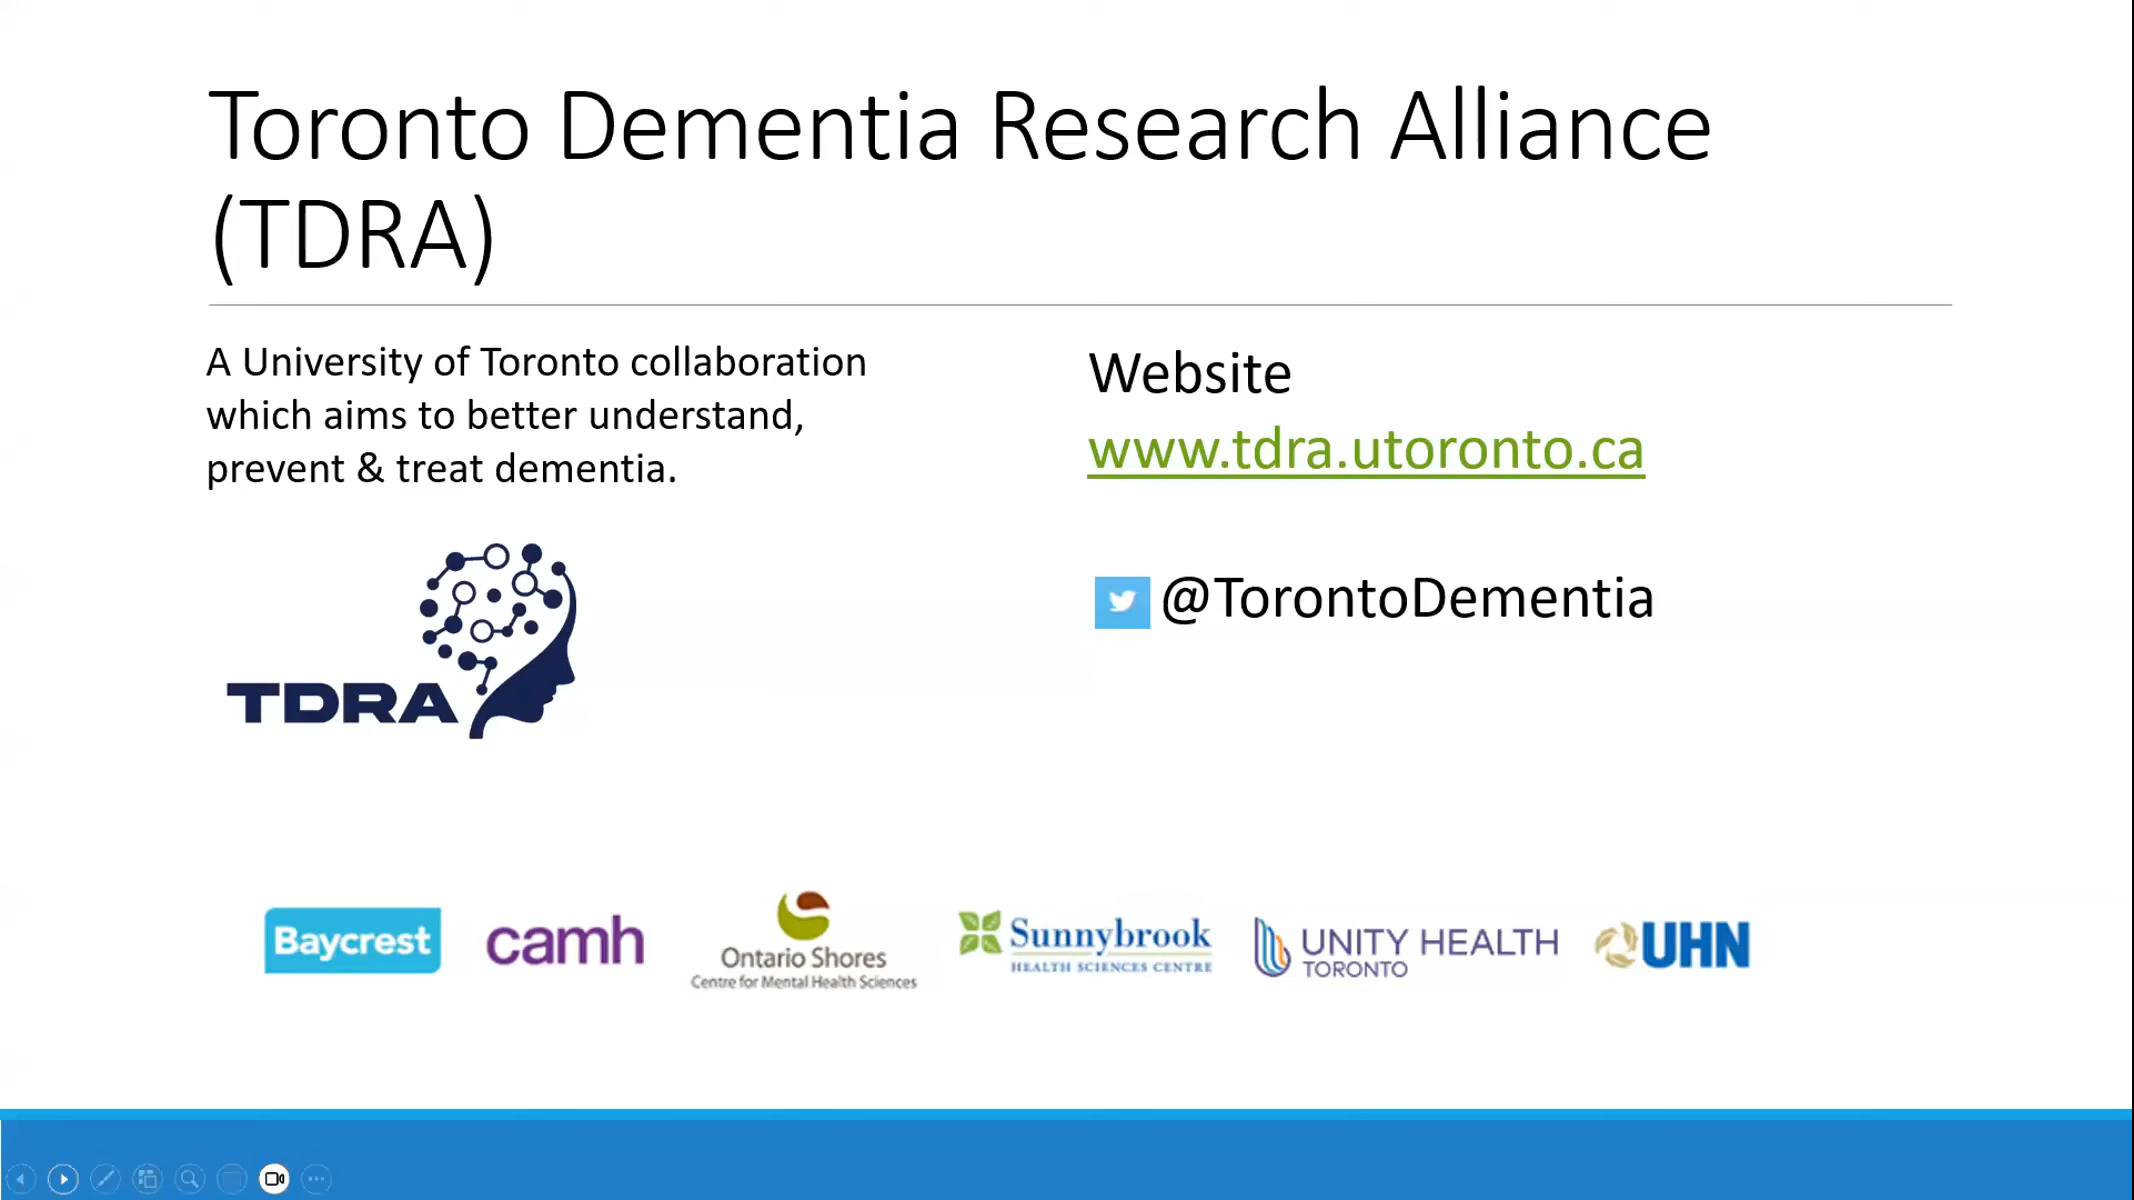 Toronto Dementia Research Alliance
(TDRA)
A University of Toronto collaboration
which aims to better understand,
prevent & treat dementia.
Website
www.tdra.utoronto.ca
@TorontoDementia
TDRA
Baycrest
camh
Ontario Shores
Centre for Mental Health Sciences
Sunnybrook
HEALTH SCIENCES CENTRE
UNITY HEALTH
TORONTO
UHN